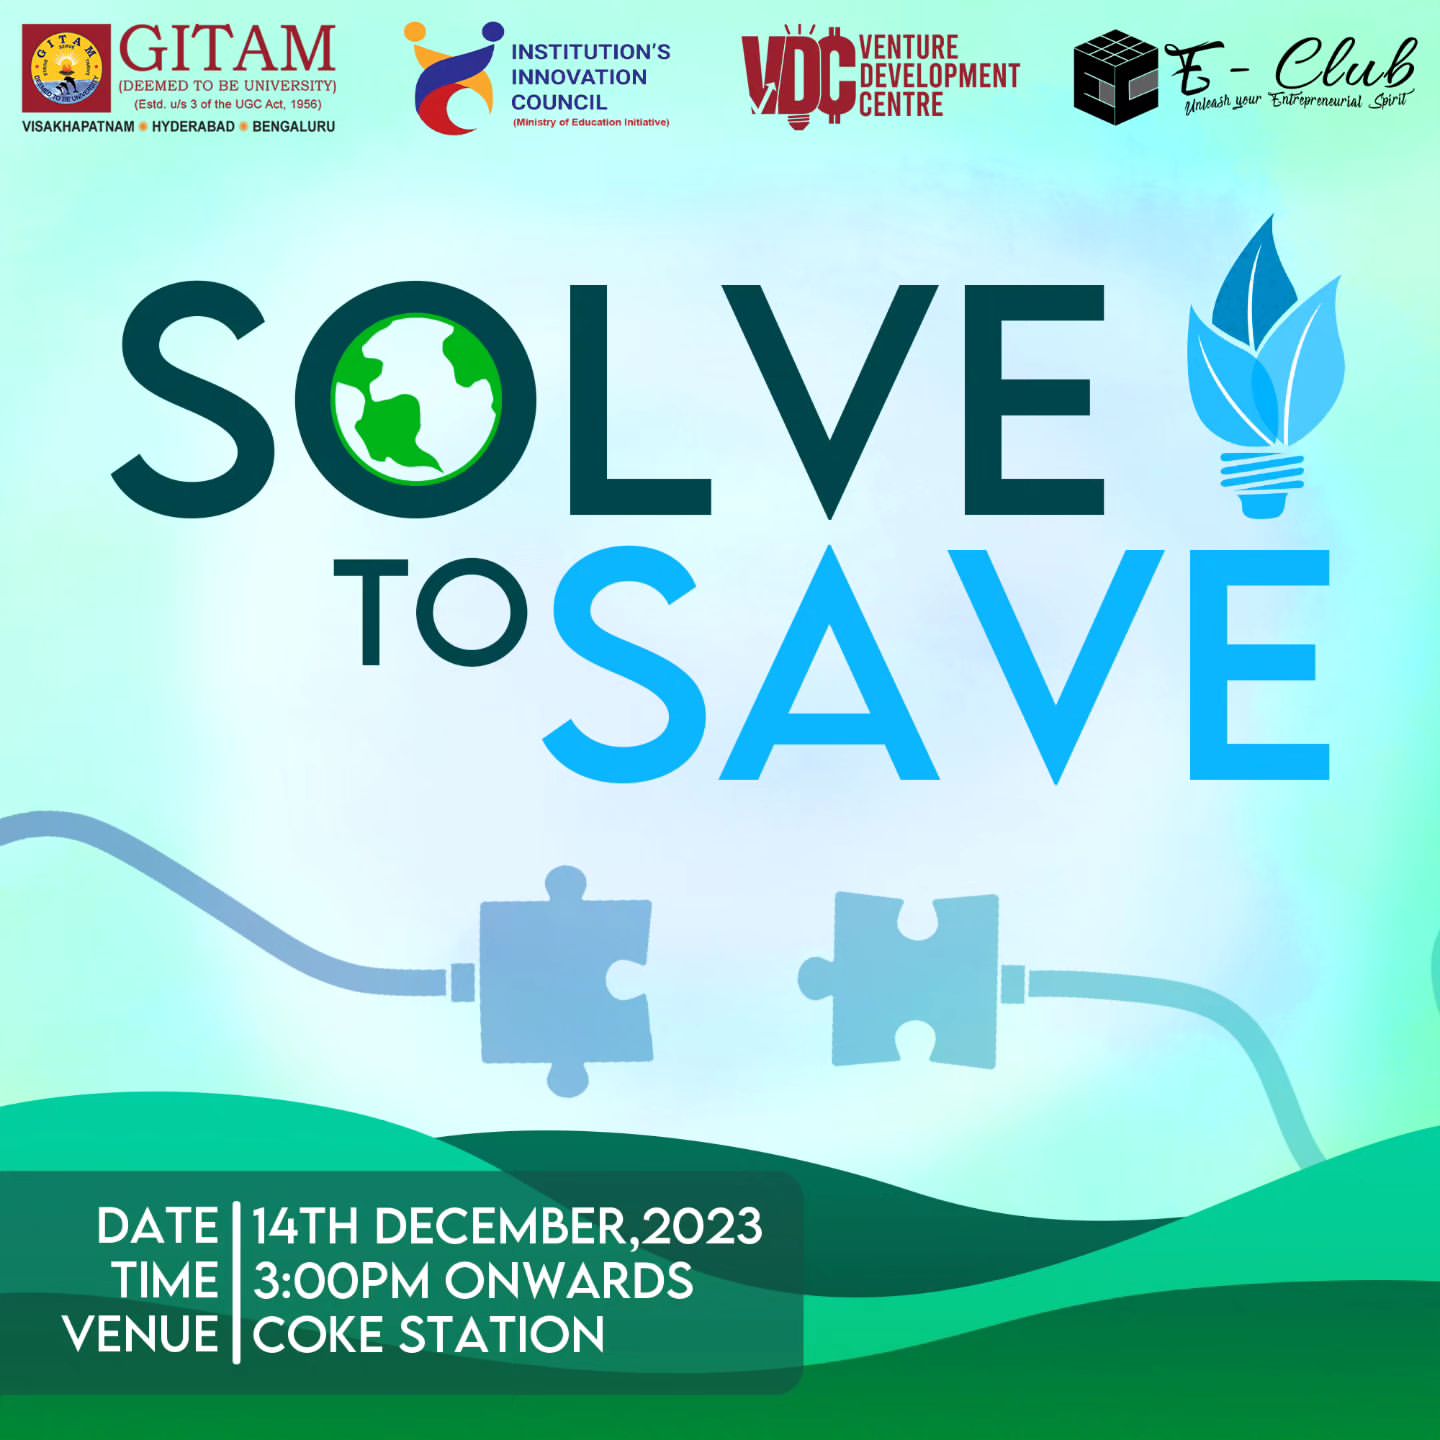 GITAM
(DEEMED TO BE UNIVERSITY)
(Estd. u/s 3 of the UGC Act, 1956)
VISAKHAPATNAM HYDERABAD BENGALURU
INSTITUTION'S
INNOVATION
COUNCIL
(Ministry of Education Initiative)
VDC
VENTURE
DEVELOPMENT
CENTRE
EC
E - Club
Unleash your Entrepreneurial Spirit
SOLVE
TO SAVE
DATE 14TH DECEMBER,2023
TIME 3:00PM ONWARDS
VENUE COKE STATION